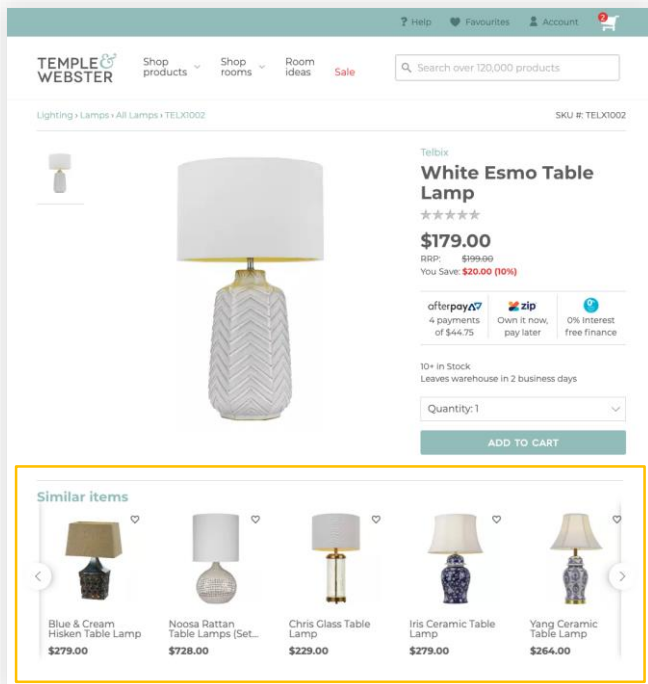 ? Help Favourites Account 2
TEMPLE & WEBSTER
Shop products
Shop rooms
Room ideas
Sale
Search over 120,000 products
Lighting › Lamps › All Lamps › TELX1002
SKU #: TELX1002
Telbix
White Esmo Table
Lamp
$179.00
RRP: $199.00
You Save: $20.00 (10%)
afterpay
4 payments
of $44.75
zip
Own it now,
pay later
0% Interest
free finance
10+ in Stock
Leaves warehouse in 2 business days
Quantity: 1
ADD TO CART
Similar items
Blue & Cream
Hisken Table Lamp
$279.00
Noosa Rattan
Table Lamps (Set...
$728.00
Chris Glass Table
Lamp
$229.00
Iris Ceramic Table
Lamp
$279.00
Yang Ceramic
Table Lamp
$264.00